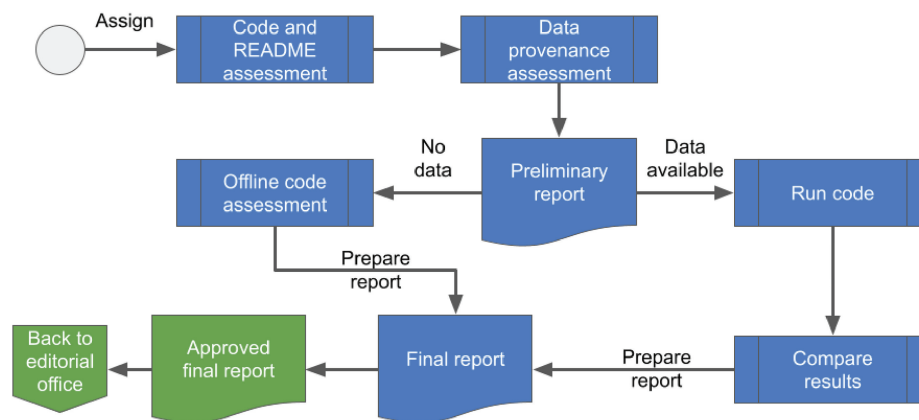 Assign
Code and
README
assessment
Data
provenance
assessment
No
data
Data
available
Offline code
assessment
Preliminary
report
Run code
Prepare
report
Back to
editorial
office
Approved
final report
Final report
Prepare
report
Compare
results